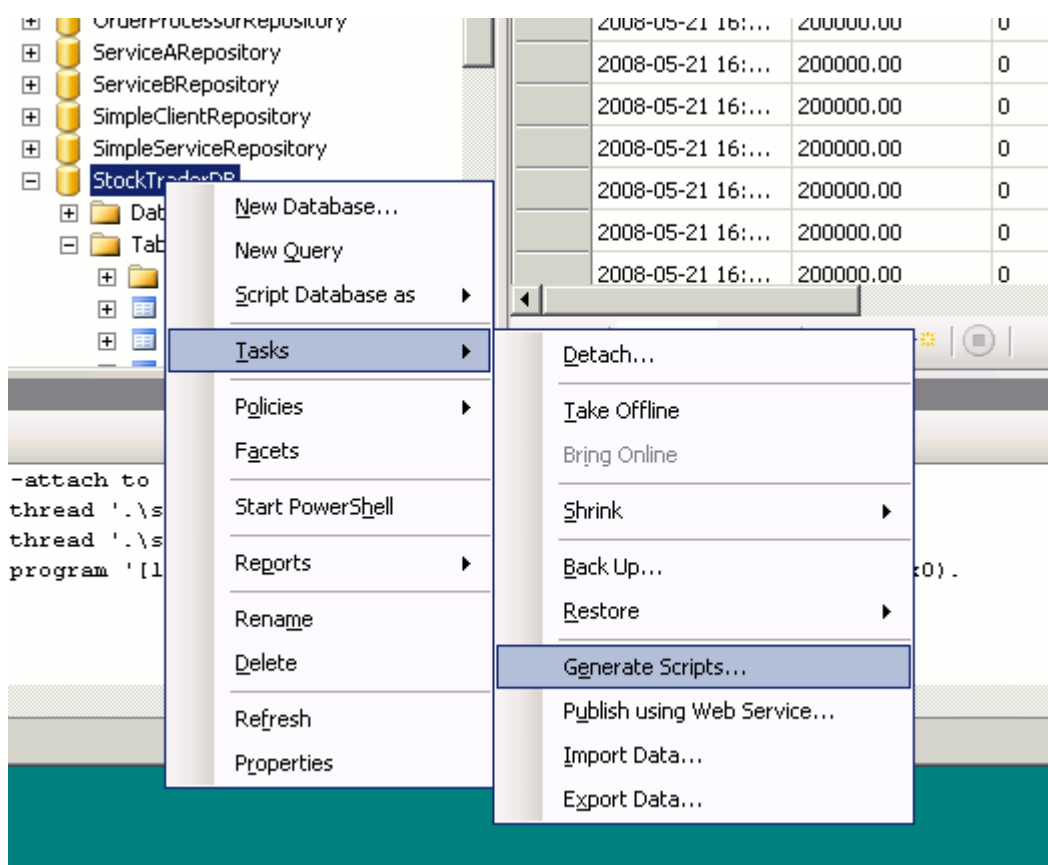 OrderProcessorRepository
ServiceARepository
ServiceBRepository
SimpleClientRepository
SimpleServiceRepository
StockTraderDB
Dat
Tab
2008-05-21 16:... 200000.00 0
2008-05-21 16:... 200000.00 0
2008-05-21 16:... 200000.00 0
2008-05-21 16:... 200000.00 0
2008-05-21 16:... 200000.00 0
2008-05-21 16:... 200000.00 0
2008-05-21 16:... 200000.00 0
New Database...
New Query
Script Database as
Tasks
Policies
Facets
Start PowerShell
Reports
Rename
Delete
Refresh
Properties
Detach...
Take Offline
Bring Online
Shrink
Back Up...
Restore
Generate Scripts...
Publish using Web Service...
Import Data...
Export Data...
-attach to
thread '.\s
thread '.\s
program '[1
0).